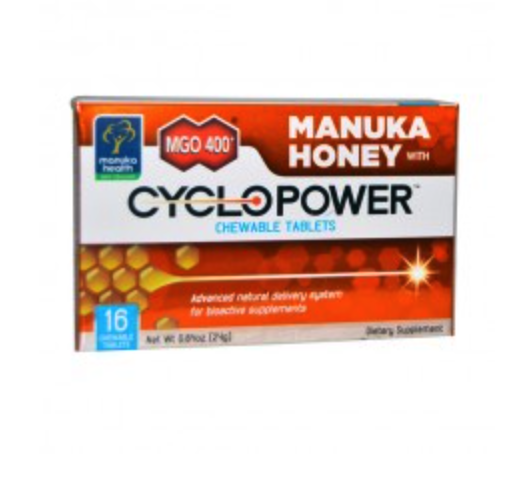 manuka
health
MGO 400+
MANUKA
HONEY WITH
CYCLOPOWER™
CHEWABLE TABLETS
Advanced natural delivery system
for bioactive supplements
16
CHEWABLE
TABLETS
Net Wt 0.84oz. (24g)
Dietary Supplement